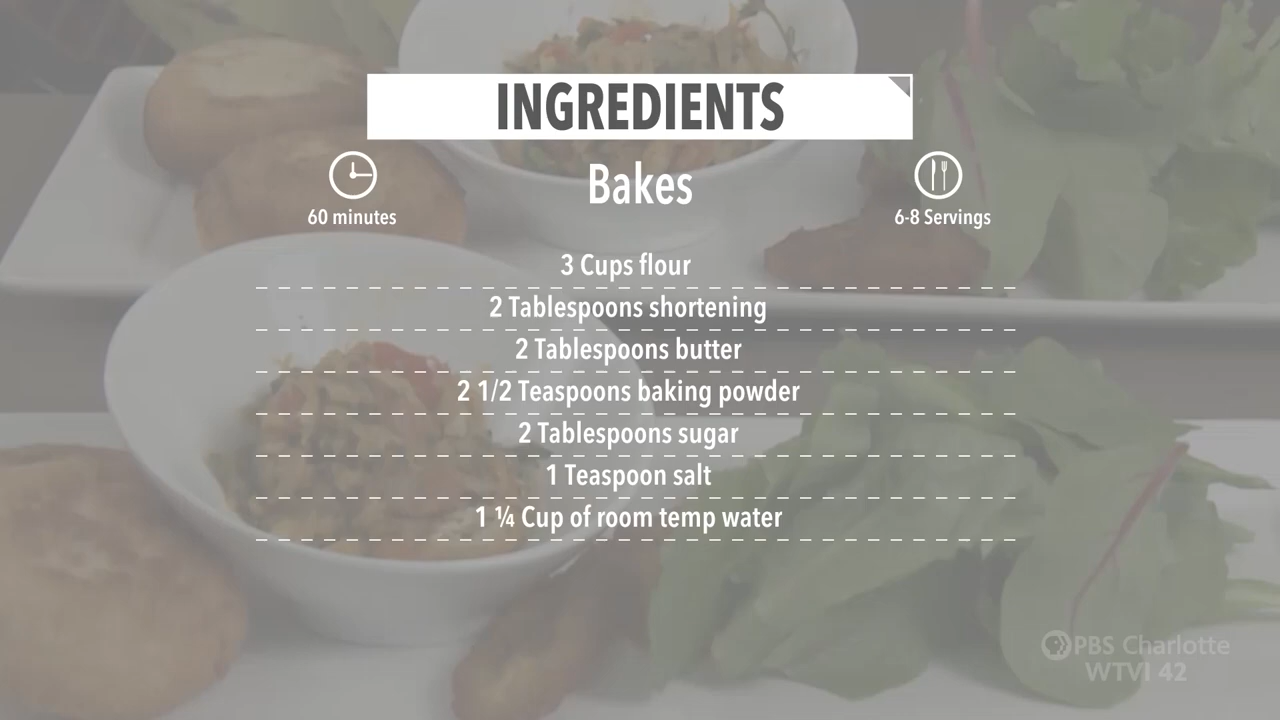 INGREDIENTS
Bakes
60 minutes
6-8 Servings
3 Cups flour
2 Tablespoons shortening
2 Tablespoons butter
2 1/2 Teaspoons baking powder
2 Tablespoons sugar
1 Teaspoon salt
1 ¼ Cup of room temp water
PBS Charlotte
WTVI 42